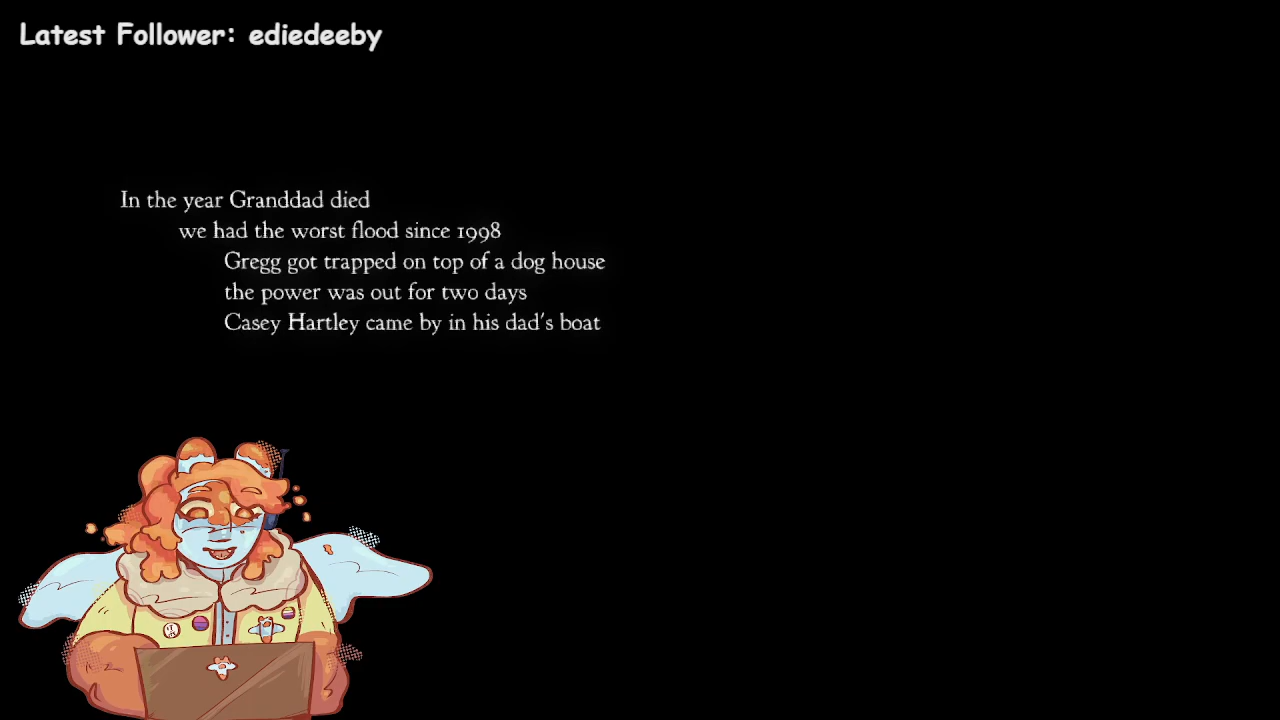 Latest Follower: ediedeeby
In the year Granddad died
we had the worst flood since 1998
Gregg got trapped on top of a dog house
the power was out for two days
Casey Hartley came by in his dad's boat